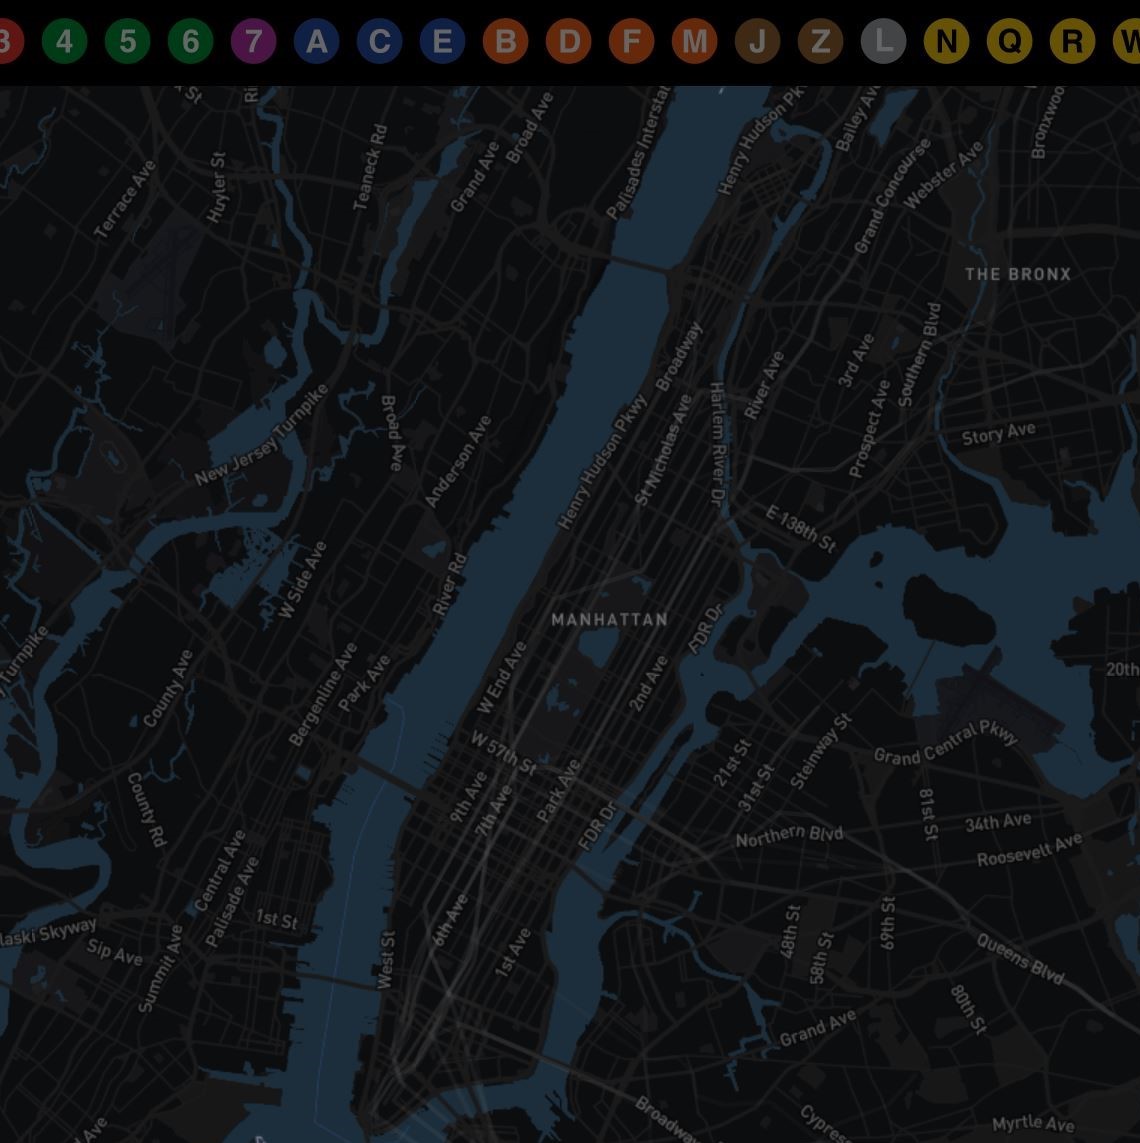 3 4 5 6 7 A C E B D F M J Z L N Q R W
Broad Ave
Palisades Interstat
Henry Hudson Pk
Bailey Av
Bronxwoo
Teaneck Rd
Grand Ave
Terrace Ave
Huyler St
Grand Concourse
Webster Ave
THE BRONX
Broadway
3rd Ave
Southern Blvd
River Ave
Prospect Ave
Harlem River Dr
New Jersey Turnpike
Broad Ave
Anderson Ave
Henry Hudson Pkwy
St Nicholas Ave
Story Ave
E 138th St
W Side Ave
River Rd
MANHATTAN
FDR Dr
Turnpike
County Ave
Bergenline Ave
Park Ave
W End Ave
2nd Ave
20th
W 57th St
21st St
31st St
Steinway St
Grand Central Pkwy
County Rd
9th Ave
7th Ave
Park Ave
FDR Dr
Northern Blvd
81st St
34th Ave
Roosevelt Ave
Central Ave
Palisade Ave
1st St
6th Ave
1st Ave
West St
48th St
58th St
69th St
Queens Blvd
laski Skyway
Sip Ave
Summit Ave
80th St
Grand Ave
Broadway
Cypres
Myrtle Ave
Ave